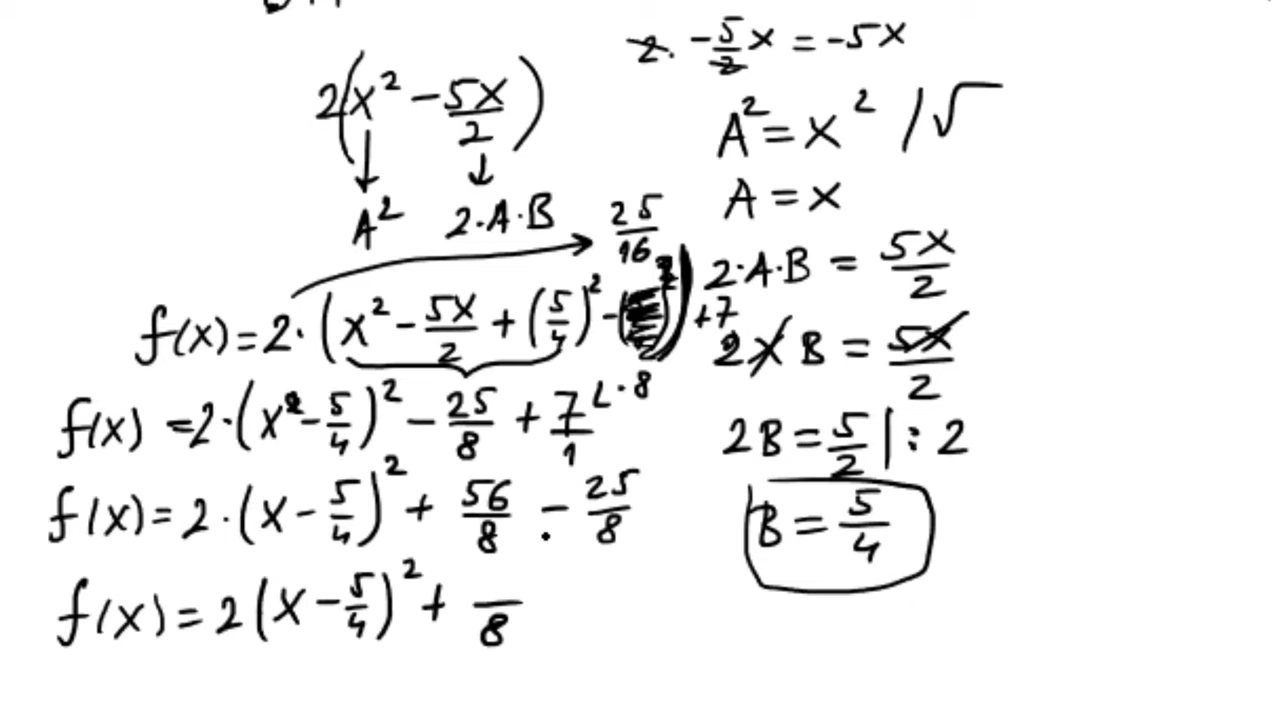 2(x² - 5x/2)
A² 2·A·B
25/16
f(x) = 2·(x² - 5x/2 + (5/4)² - ) + 7
f(x) = 2·(x - 5/4)² - 25/8 + 7/1 ∠·8
f(x) = 2·(x - 5/4)² + 56/8 - 25/8
f(x) = 2(x - 5/4)² + /8
2· -5/2 x = -5x
A² = x² /√
A = x
2·A·B = 5x/2
2xB = 5x/2
2B = 5/2 | : 2
B = 5/4